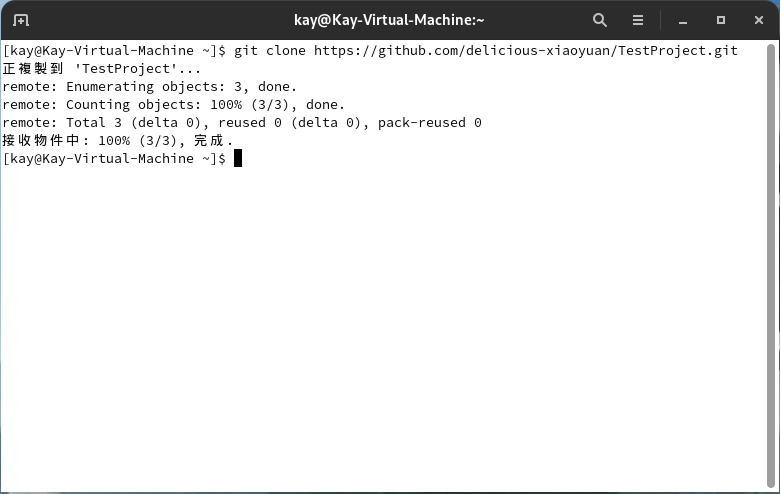 kay@Kay-Virtual-Machine:~
[kay@Kay-Virtual-Machine ~]$ git clone https://github.com/delicious-xiaoyuan/TestProject.git
正複製到 'TestProject'...
remote: Enumerating objects: 3, done.
remote: Counting objects: 100% (3/3), done.
remote: Total 3 (delta 0), reused 0 (delta 0), pack-reused 0
接收物件中: 100% (3/3), 完成.
[kay@Kay-Virtual-Machine ~]$